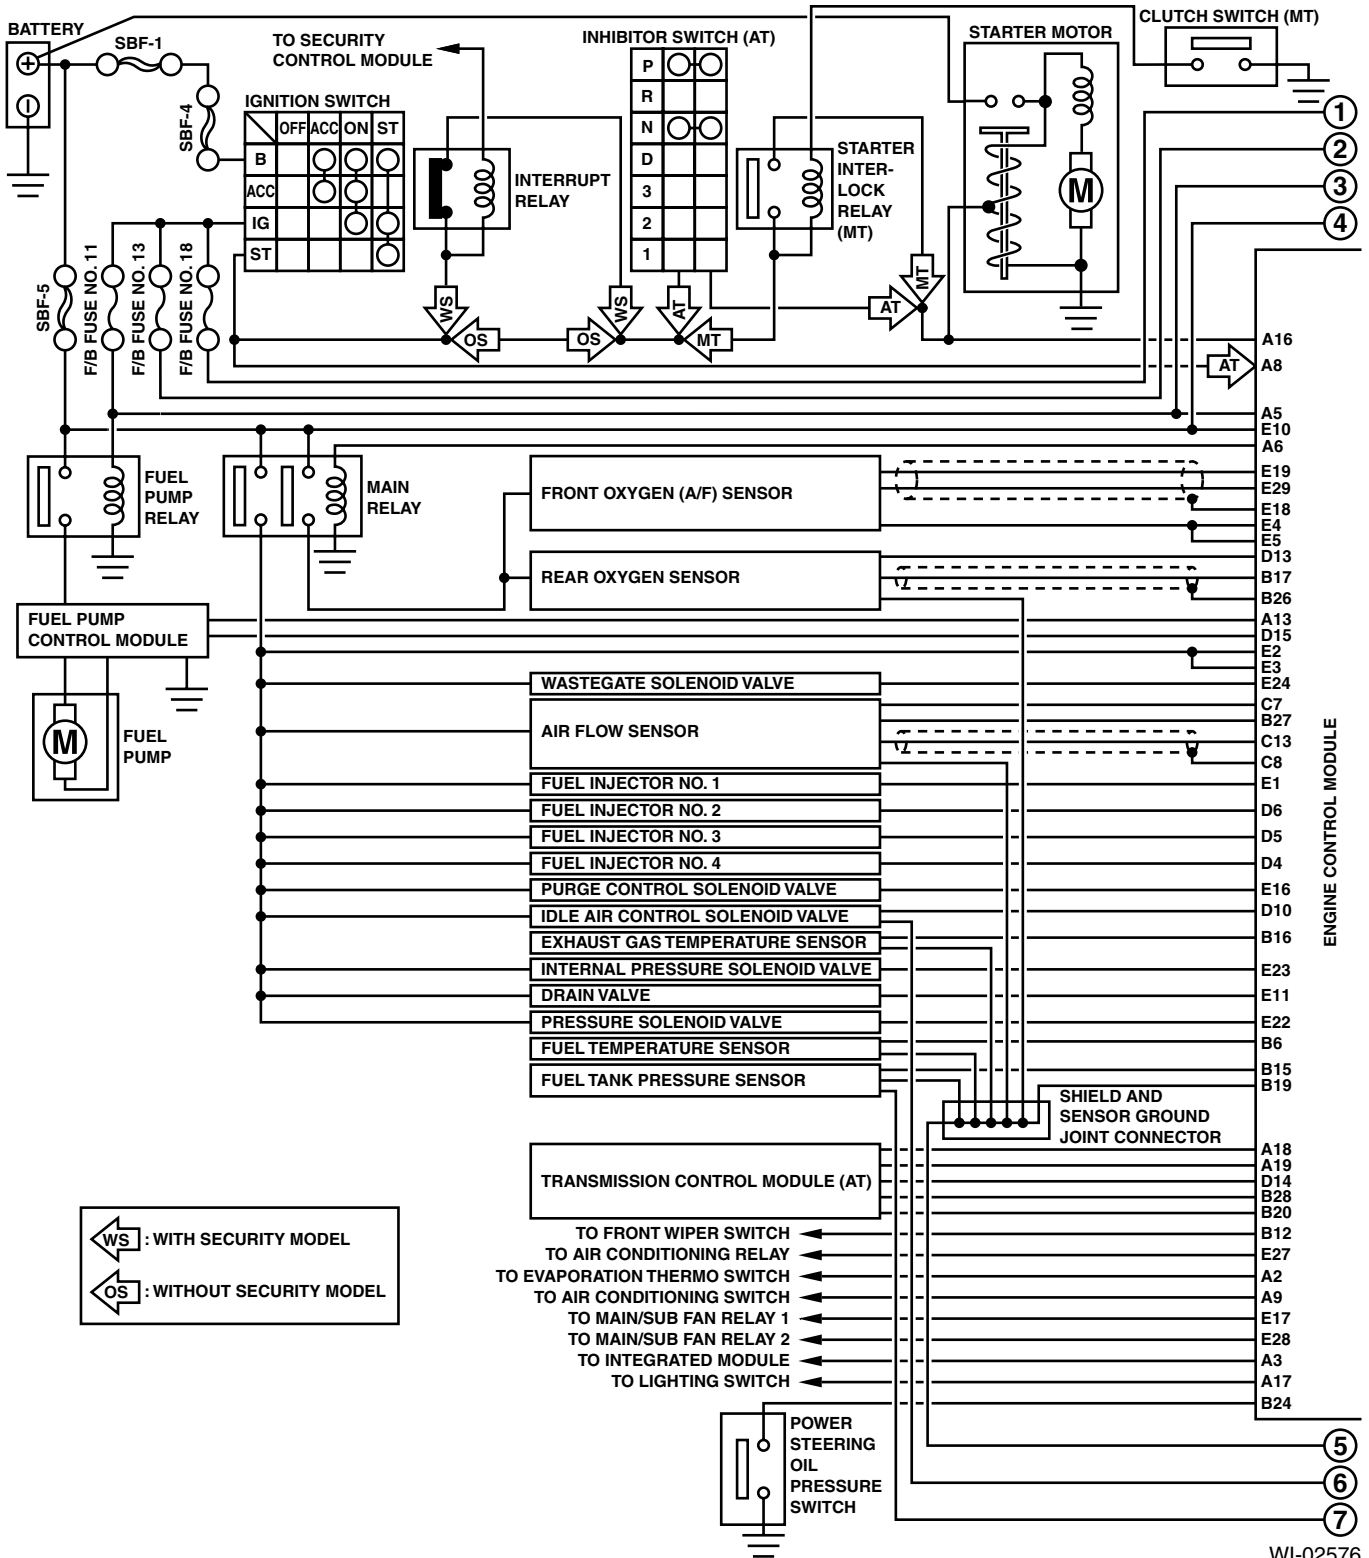 BATTERY
+
I
SBF-1
SBF-4
TO SECURITY
CONTROL MODULE
INHIBITOR SWITCH (AT)
P
R
N
D
3
2
1
STARTER MOTOR
M
CLUTCH SWITCH (MT)
1
2
3
4
IGNITION SWITCH
OFF ACC ON ST
B
ACC
IG
ST
INTERRUPT
RELAY
STARTER
INTER-
LOCK
RELAY
(MT)
SBF-5
F/B FUSE NO. 11
F/B FUSE NO. 13
F/B FUSE NO. 18
WS
OS
OS
WS
AT
MT
AT
MT
AT
A16
A8
A5
E10
A6
E19
E29
E18
E4
E5
D13
B17
B26
A13
D15
E2
E3
E24
C7
B27
C13
C8
E1
D6
D5
D4
E16
D10
B16
E23
E11
E22
B6
B15
B19
A18
A19
D14
B28
B20
B12
E27
A2
A9
E17
E28
A3
A17
B24
ENGINE CONTROL MODULE
FUEL
PUMP
RELAY
MAIN
RELAY
FUEL PUMP
CONTROL MODULE
M
FUEL
PUMP
FRONT OXYGEN (A/F) SENSOR
REAR OXYGEN SENSOR
WASTEGATE SOLENOID VALVE
AIR FLOW SENSOR
FUEL INJECTOR NO. 1
FUEL INJECTOR NO. 2
FUEL INJECTOR NO. 3
FUEL INJECTOR NO. 4
PURGE CONTROL SOLENOID VALVE
IDLE AIR CONTROL SOLENOID VALVE
EXHAUST GAS TEMPERATURE SENSOR
INTERNAL PRESSURE SOLENOID VALVE
DRAIN VALVE
PRESSURE SOLENOID VALVE
FUEL TEMPERATURE SENSOR
FUEL TANK PRESSURE SENSOR
SHIELD AND
SENSOR GROUND
JOINT CONNECTOR
TRANSMISSION CONTROL MODULE (AT)
TO FRONT WIPER SWITCH
TO AIR CONDITIONING RELAY
TO EVAPORATION THERMO SWITCH
TO AIR CONDITIONING SWITCH
TO MAIN/SUB FAN RELAY 1
TO MAIN/SUB FAN RELAY 2
TO INTEGRATED MODULE
TO LIGHTING SWITCH
WS : WITH SECURITY MODEL
OS : WITHOUT SECURITY MODEL
POWER
STEERING
OIL
PRESSURE
SWITCH
5
6
7
WI-02576